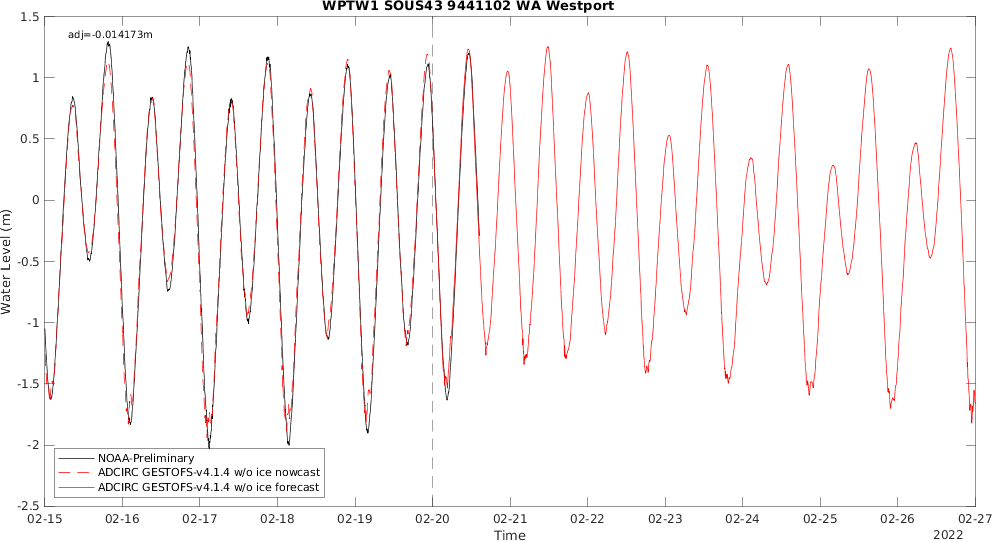 WPTW1 SOUS43 9441102 WA Westport
adj=-0.014173m
1.5
1
0.5
0
-0.5
-1
-1.5
-2
-2.5
Water Level (m)
NOAA-Preliminary
ADCIRC GESTOFS-v4.1.4 w/o ice nowcast
ADCIRC GESTOFS-v4.1.4 w/o ice forecast
02-15 02-16 02-17 02-18 02-19 02-20 02-21 02-22 02-23 02-24 02-25 02-26 02-27
Time
2022